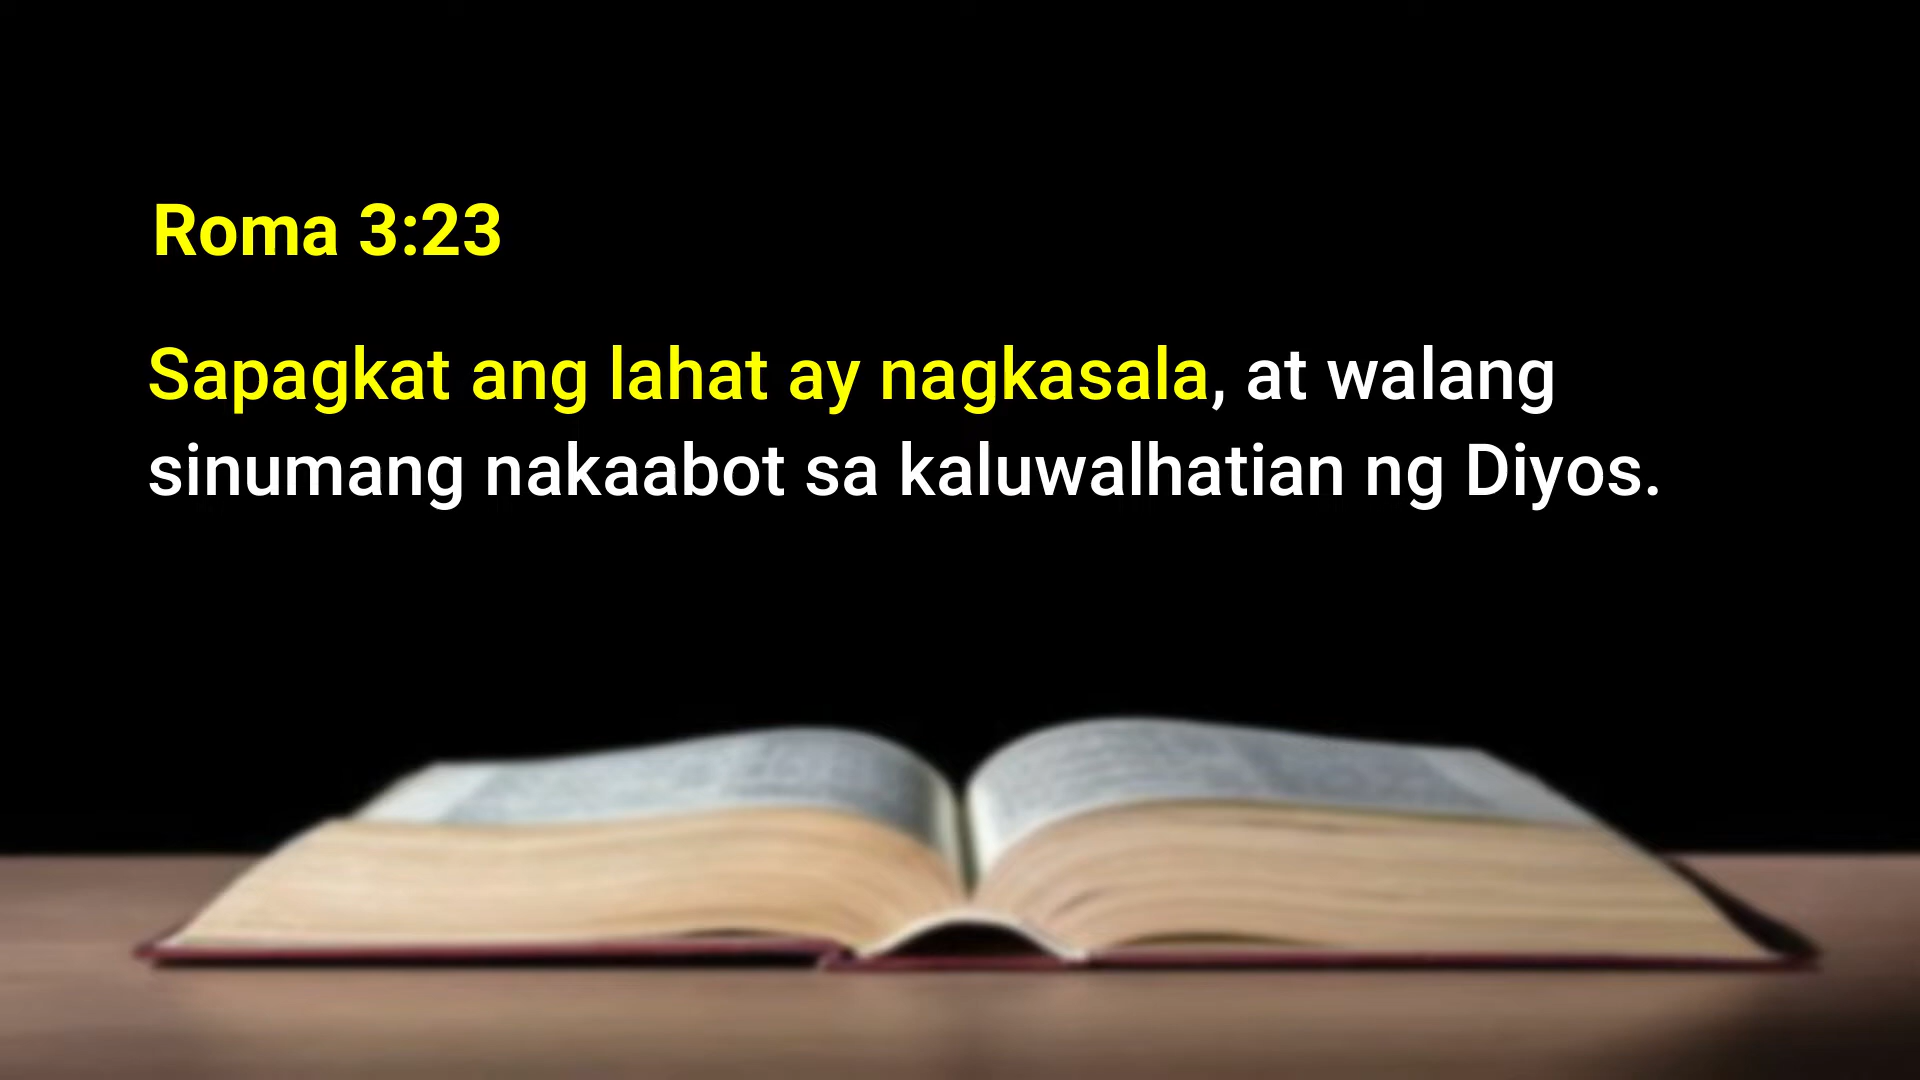 Roma 3:23
Sapagkat ang lahat ay nagkasala, at walang
sinumang nakaabot sa kaluwalhatian ng Diyos.